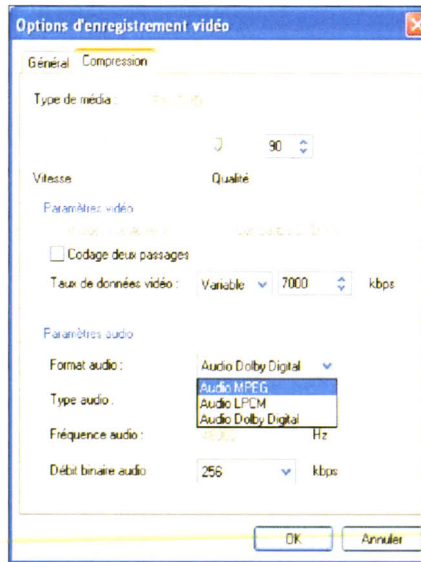 Options d'enregistrement vidéo
Général Compression
Type de média :
90
Vitesse Qualité
Paramètres vidéo
Codage deux passages
Taux de données vidéo : Variable 7000 kbps
Paramètres audio
Format audio : Audio Dolby Digital
Audio MPEG
Type audio : Audio LPCM
Audio Dolby Digital
Fréquence audio : Hz
Débit binaire audio 256 kbps
OK Annuler